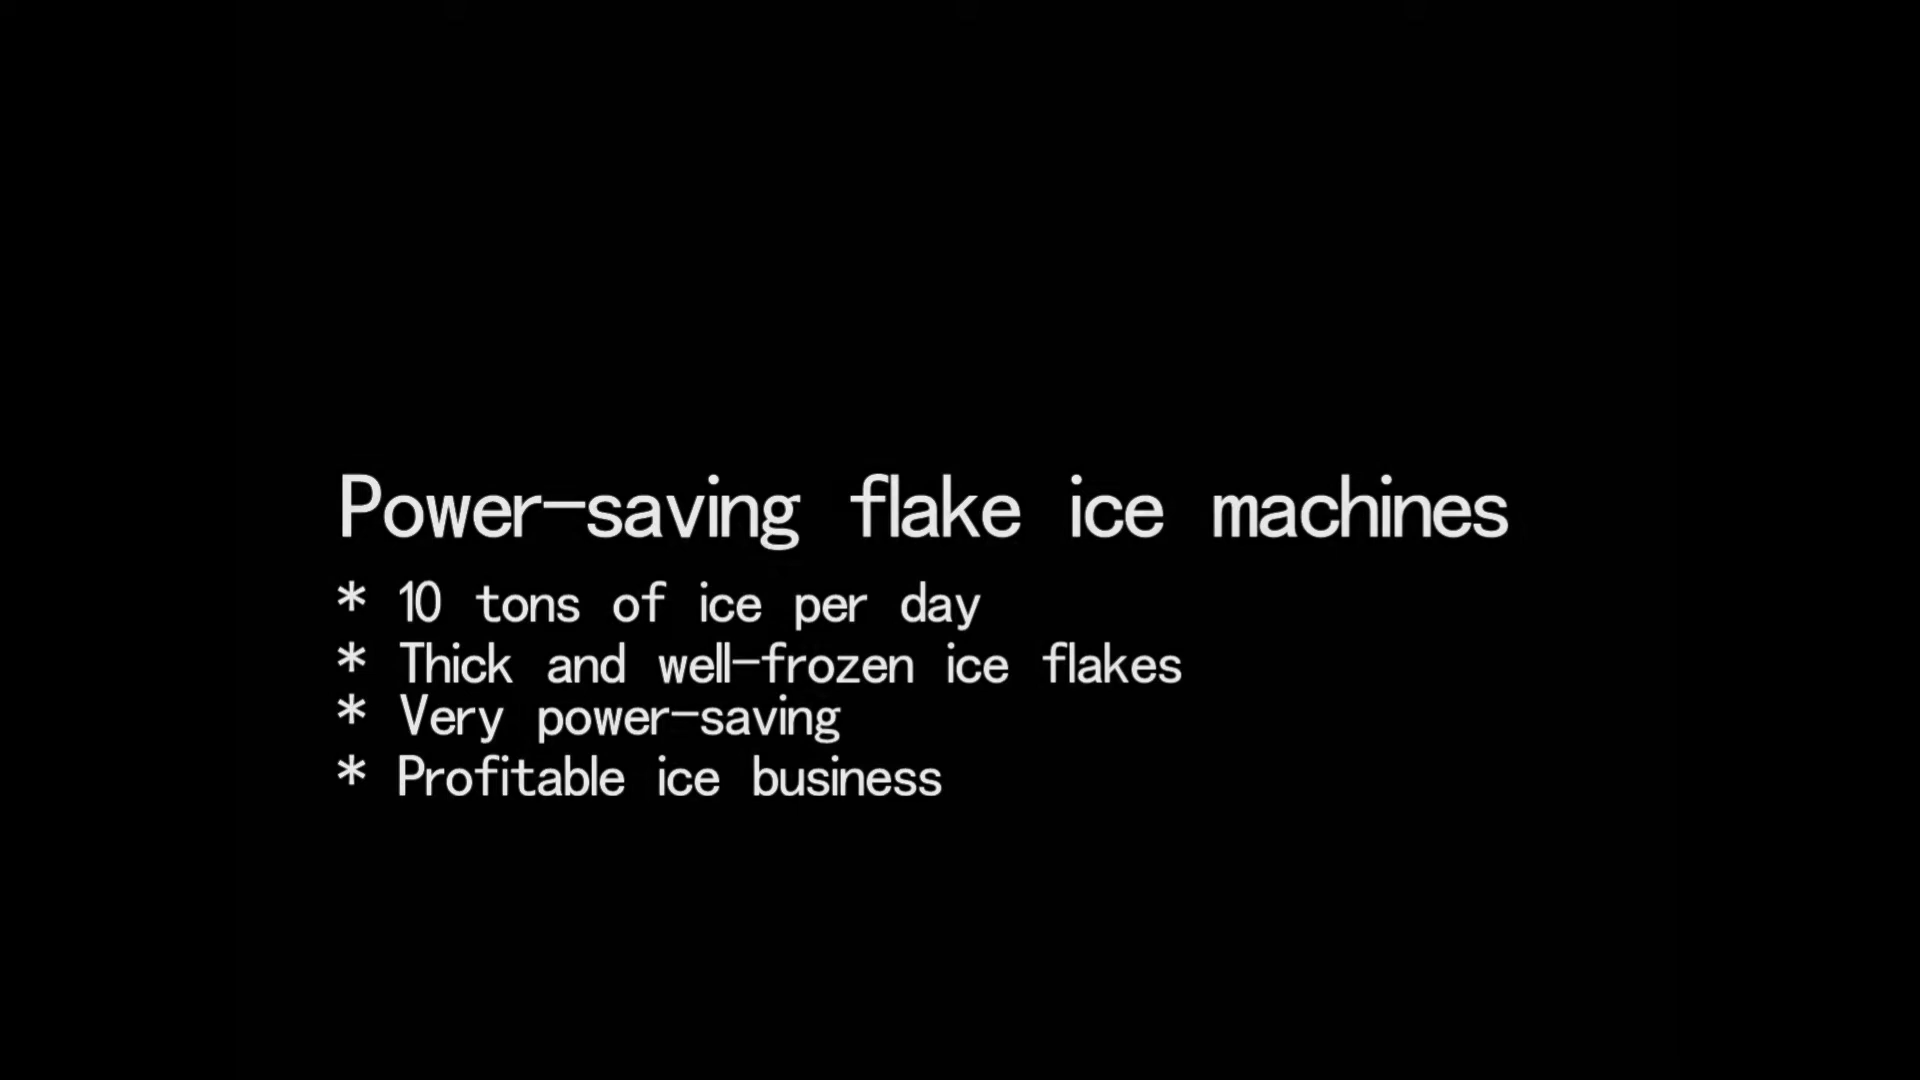 Power-saving flake ice machines
* 10 tons of ice per day
* Thick and well-frozen ice flakes
* Very power-saving
* Profitable ice business